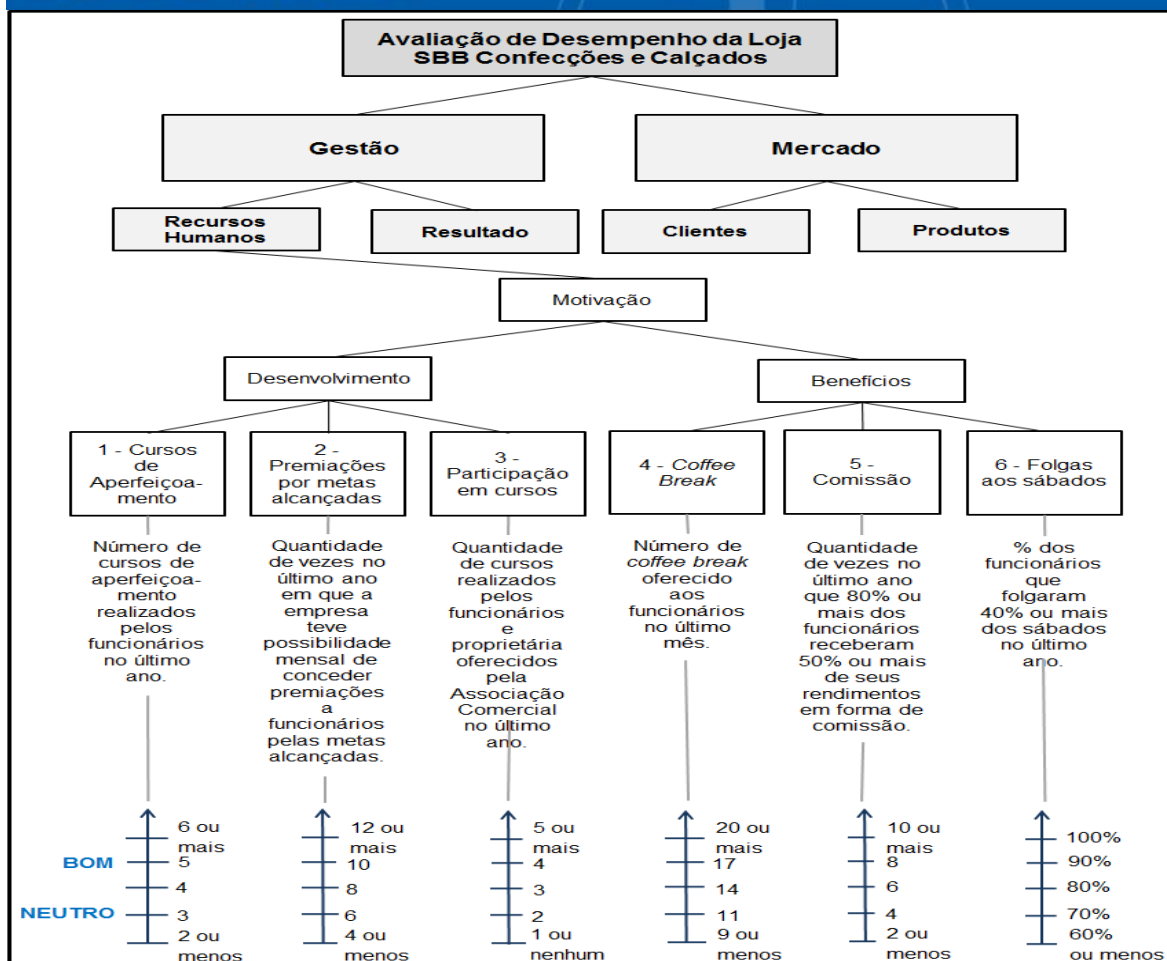 Avaliação de Desempenho da Loja
SBB Confecções e Calçados
Gestão
Mercado
Recursos
Humanos
Resultado
Clientes
Produtos
Motivação
Desenvolvimento
Benefícios
1 - Cursos
de
Aperfeiçoa-
mento
2 -
Premiações
por metas
alcançadas
3 -
Participação
em cursos
4 - Coffee
Break
5 -
Comissão
6 - Folgas
aos sábados
Número de
cursos de
aperfeiçoa-
mento
realizados
pelos
funcionários
no último
ano.
Quantidade
de vezes no
último ano
em que a
empresa
teve
possibilidade
mensal de
conceder
premiações
a
funcionários
pelas metas
alcançadas.
Quantidade
de cursos
realizados
pelos
funcionários
e
proprietária
oferecidos
pela
Associação
Comercial
no último
ano.
Número de
coffee break
oferecido
aos
funcionários
no último
mês.
Quantidade
de vezes no
último ano
que 80% ou
mais dos
funcionários
receberam
50% ou mais
de seus
rendimentos
em forma de
comissão.
% dos
funcionários
que
folgaram
40% ou mais
dos sábados
no último
ano.
BOM
NEUTRO
6 ou
mais
5
4
3
2 ou
menos
12 ou
mais
10
8
6
4 ou
menos
5 ou
mais
4
3
2
1 ou
nenhum
20 ou
mais
17
14
11
9 ou
menos
10 ou
mais
8
6
4
2 ou
menos
100%
90%
80%
70%
60%
ou menos